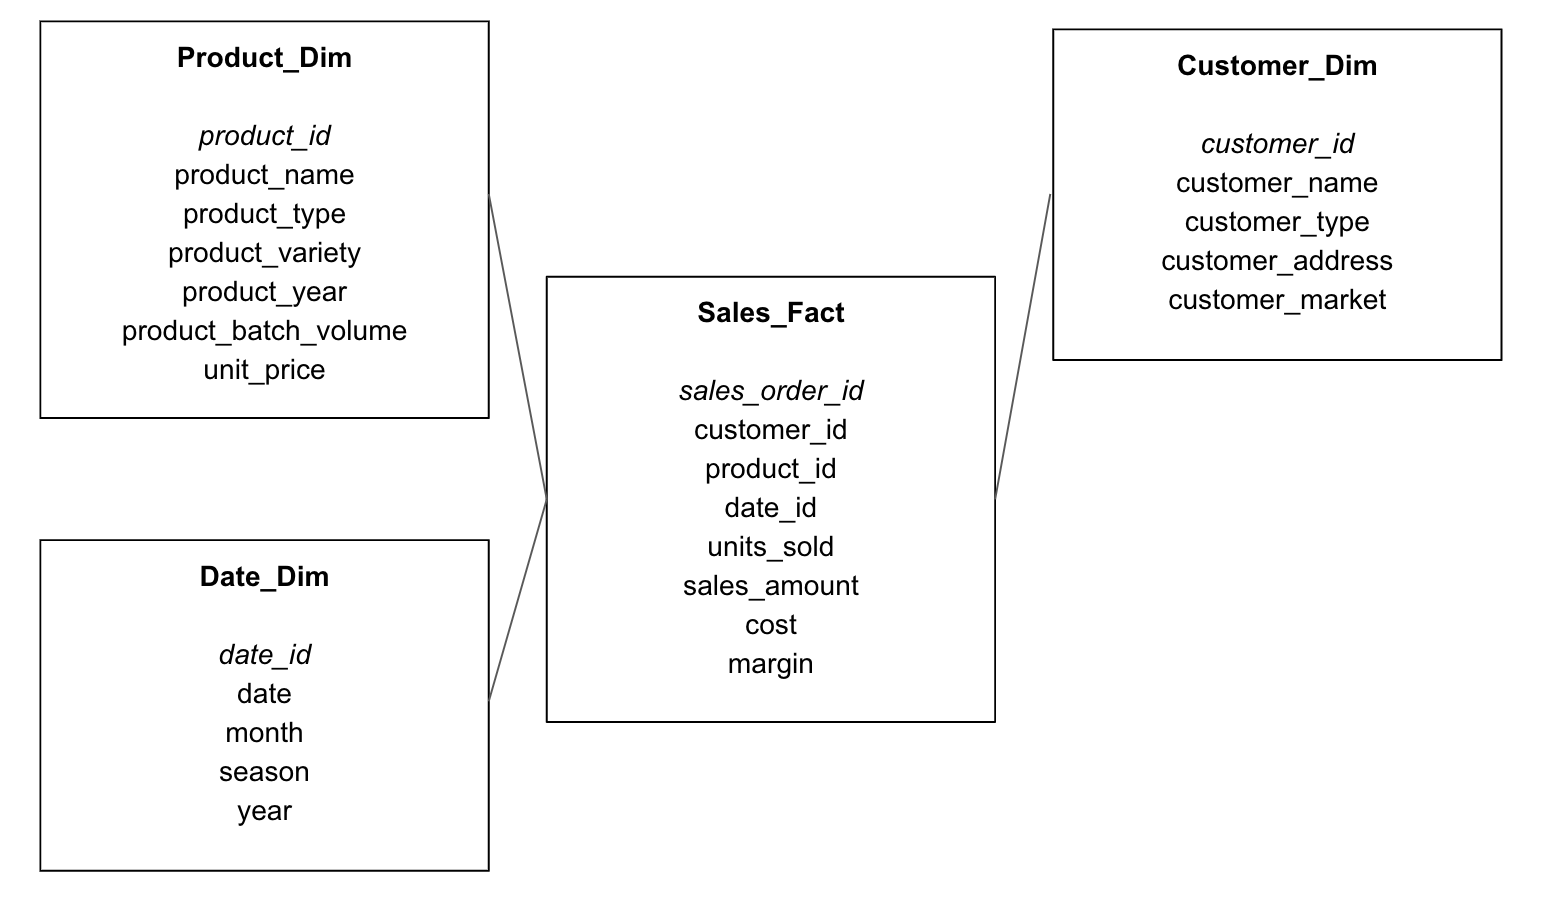 Product_Dim
product_id
product_name
product_type
product_variety
product_year
product_batch_volume
unit_price
Customer_Dim
customer_id
customer_name
customer_type
customer_address
customer_market
Sales_Fact
sales_order_id
customer_id
product_id
date_id
units_sold
sales_amount
cost
margin
Date_Dim
date_id
date
month
season
year